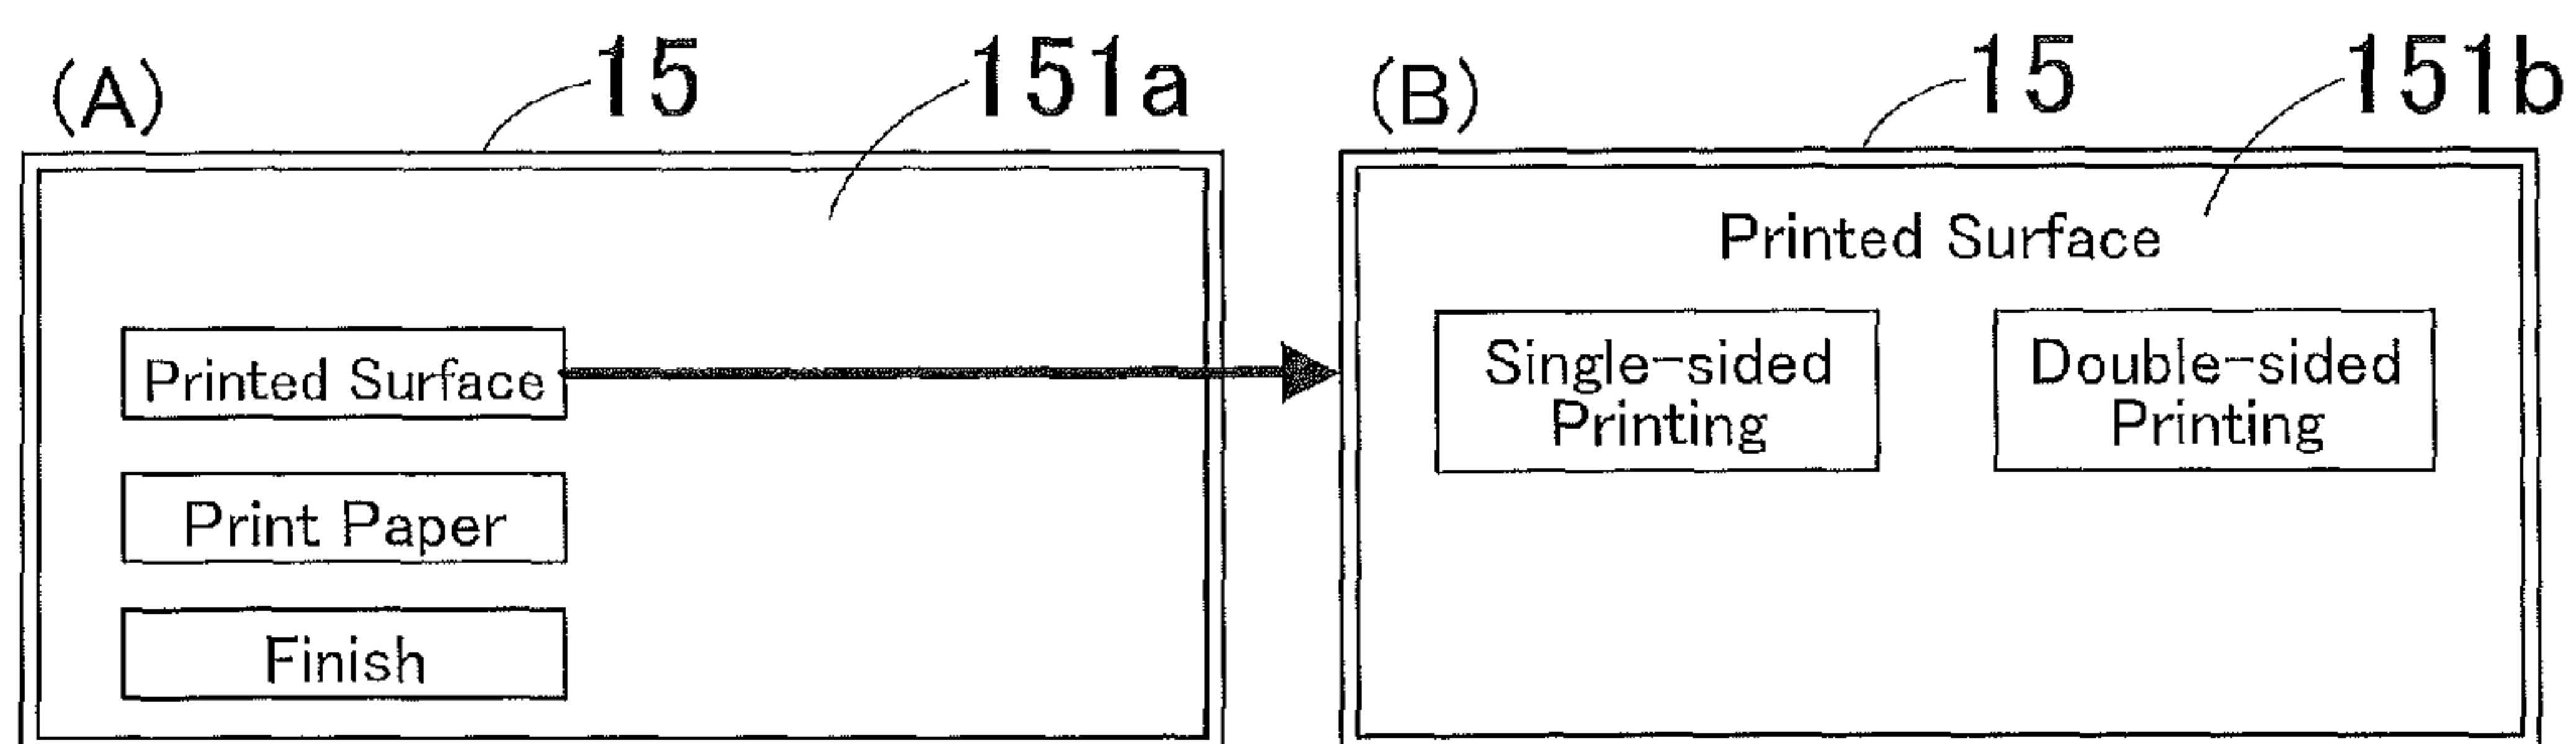 (A)
15
151a
Printed Surface
Print Paper
Finish
(B)
15
151b
Printed Surface
Single-sided
Printing
Double-sided
Printing